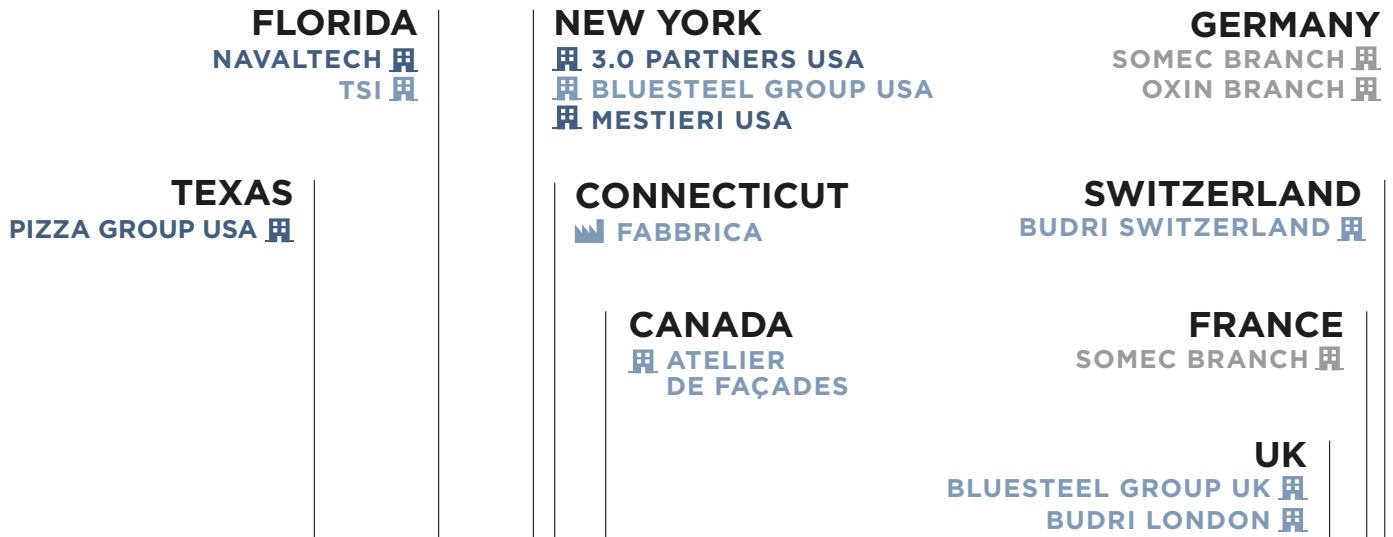 FLORIDA
NAVALTECH
TSI
TEXAS
PIZZA GROUP USA
NEW YORK
3.0 PARTNERS USA
BLUESTEEL GROUP USA
MESTIERI USA
CONNECTICUT
FABBRICA
CANADA
ATELIER
DE FAÇADES
GERMANY
SOMEC BRANCH
OXIN BRANCH
SWITZERLAND
BUDRI SWITZERLAND
FRANCE
SOMEC BRANCH
UK
BLUESTEEL GROUP UK
BUDRI LONDON